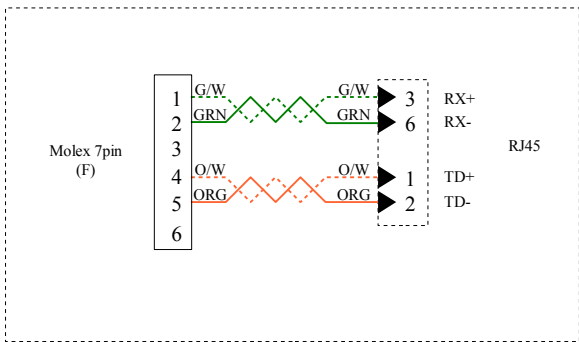 Molex 7pin
(F)
1 G/W G/W 3 RX+
2 GRN GRN 6 RX-
3
4 O/W O/W 1 TD+
5 ORG ORG 2 TD-
6
RJ45